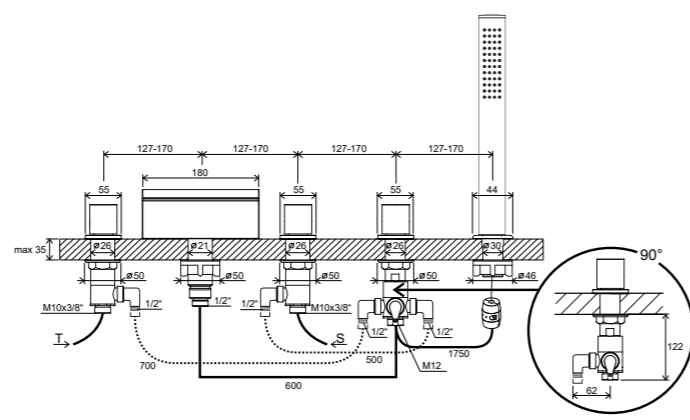 127-170 127-170 127-170 127-170
180
55 55 55 44
max 35
ø26 ø21 ø26 ø26 ø30
90°
ø50 ø50 ø50 ø50 ø46
M10x3/8" 1/2" 1/2" 1/2" M10x3/8" 1/2" 1/2"
T S
M12
700 500 1750
600
122
62